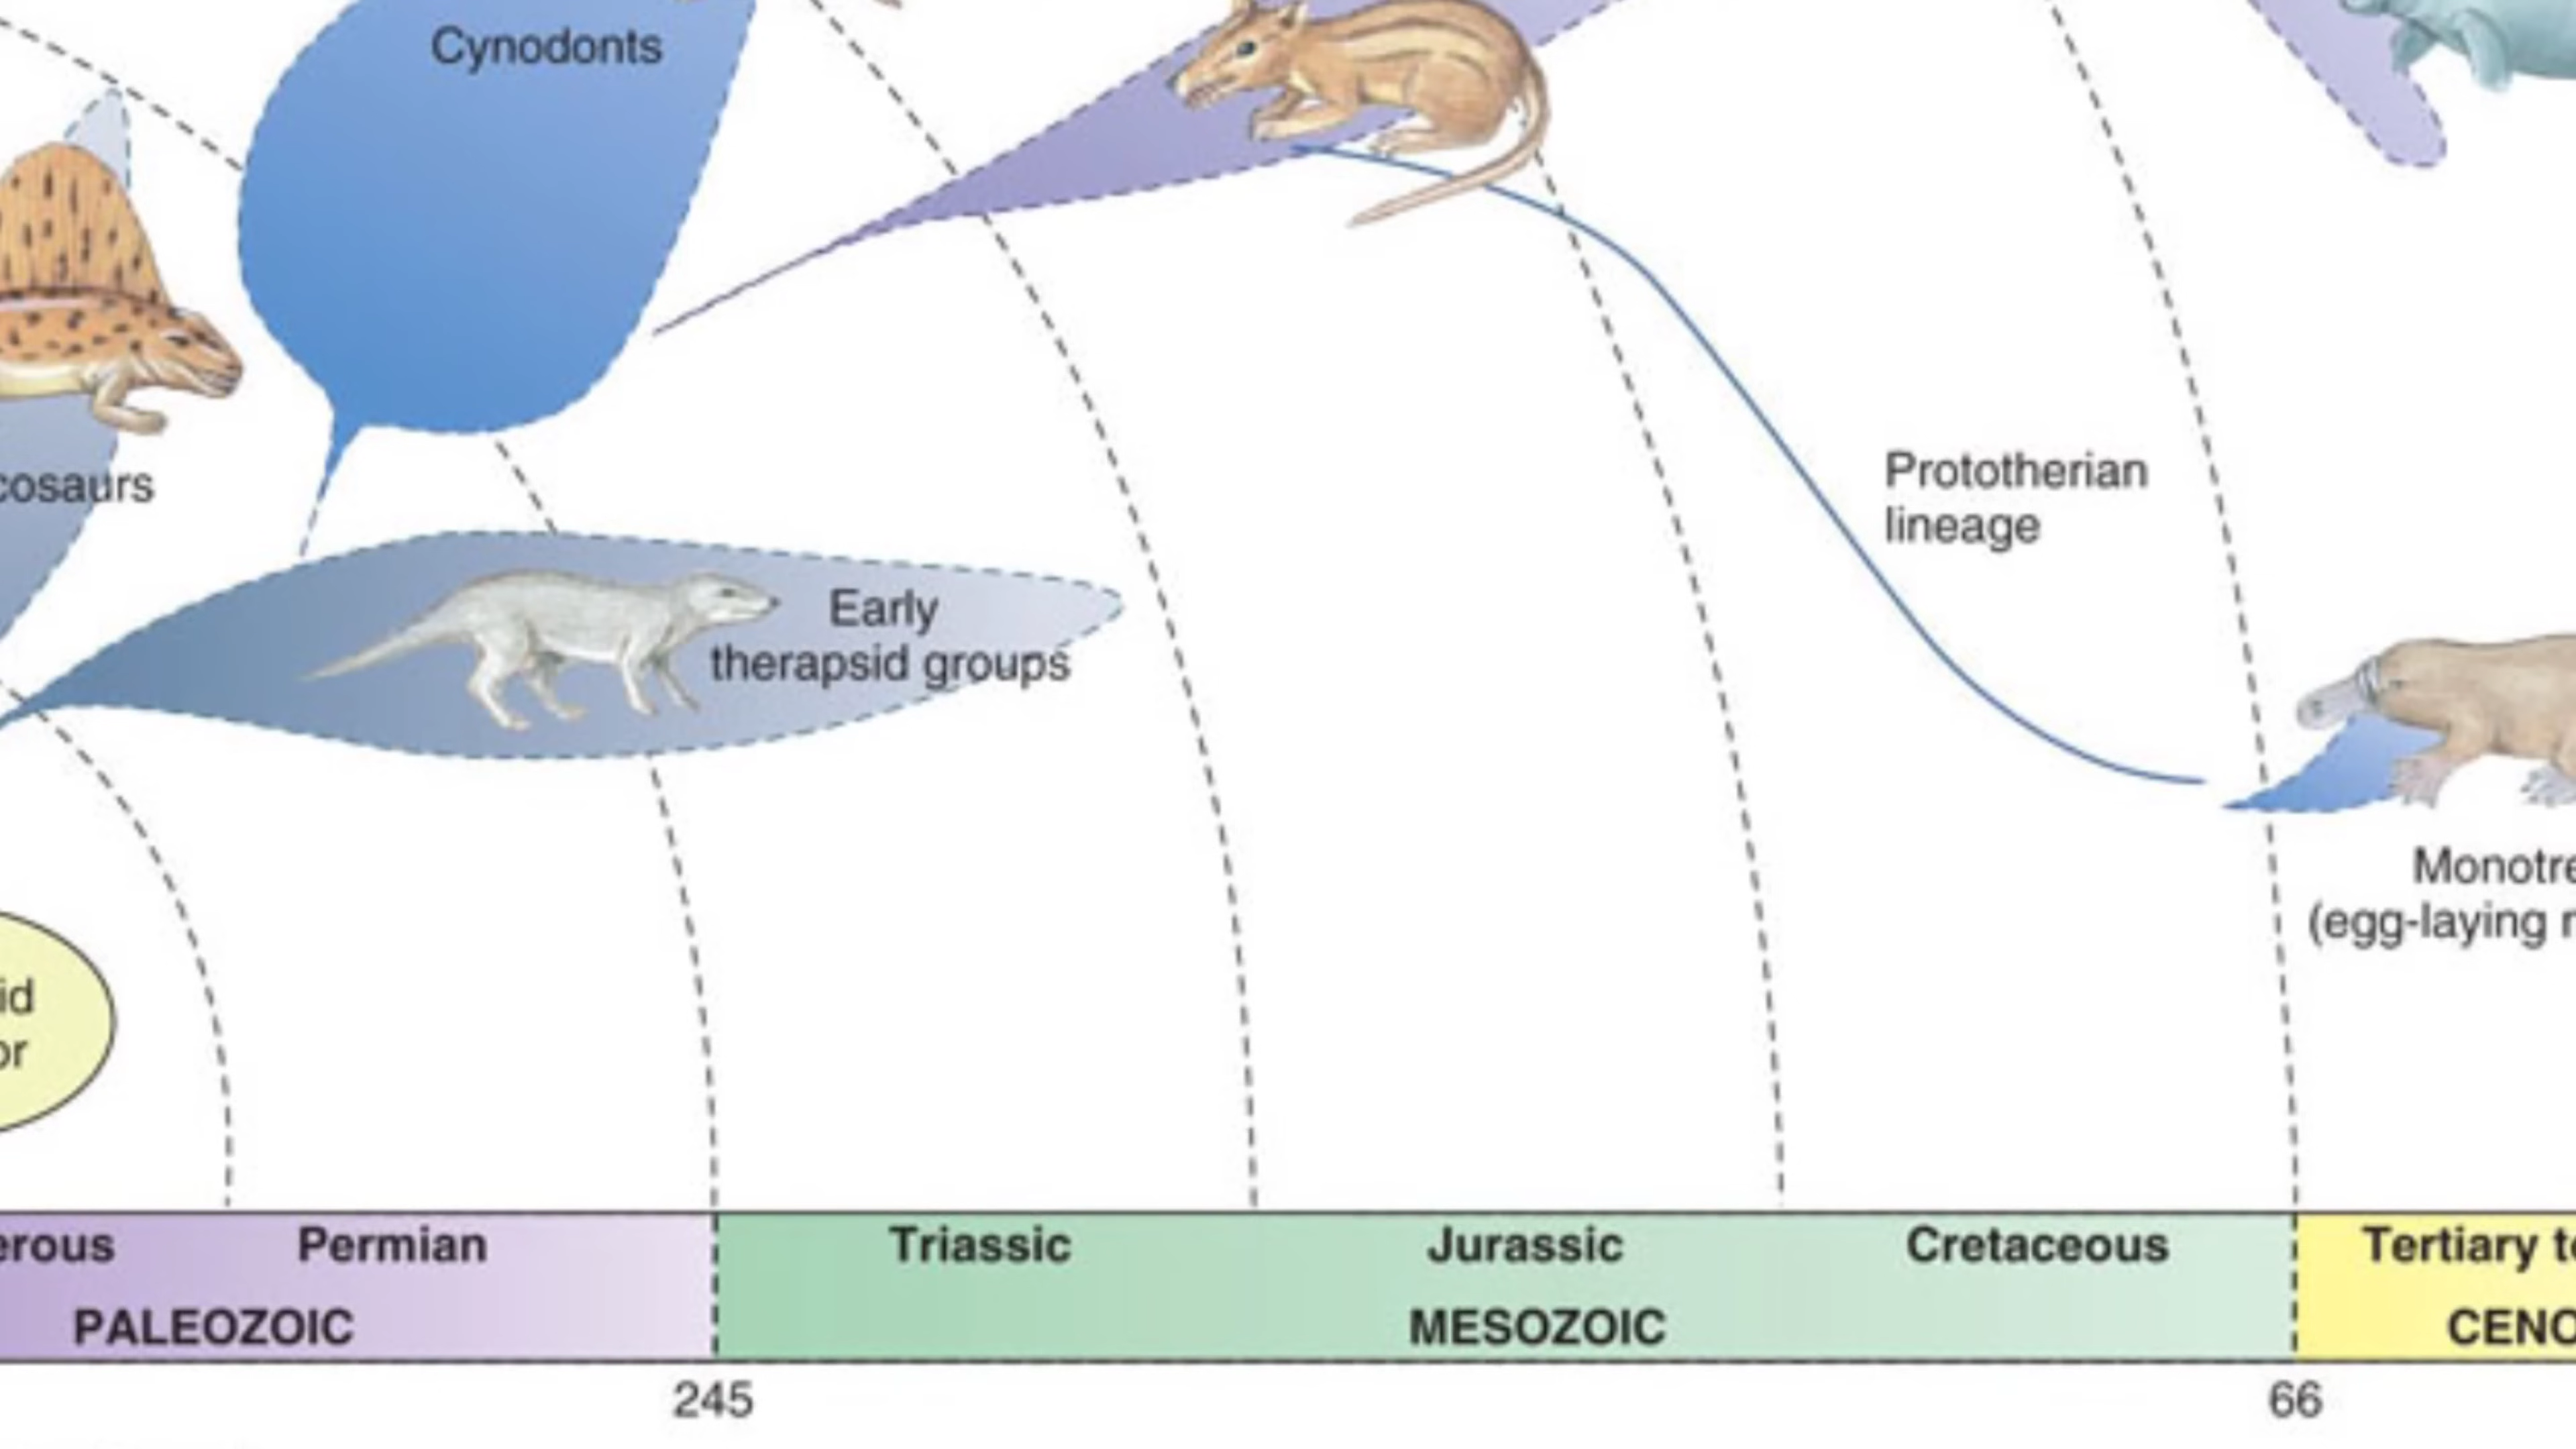 Cynodonts
cosaurs
Prototherian
lineage
Early
therapsid groups
Monotre
(egg-laying
id
or
erous Permian Triassic Jurassic Cretaceous Tertiary to
PALEOZOIC MESOZOIC CENO
245 66